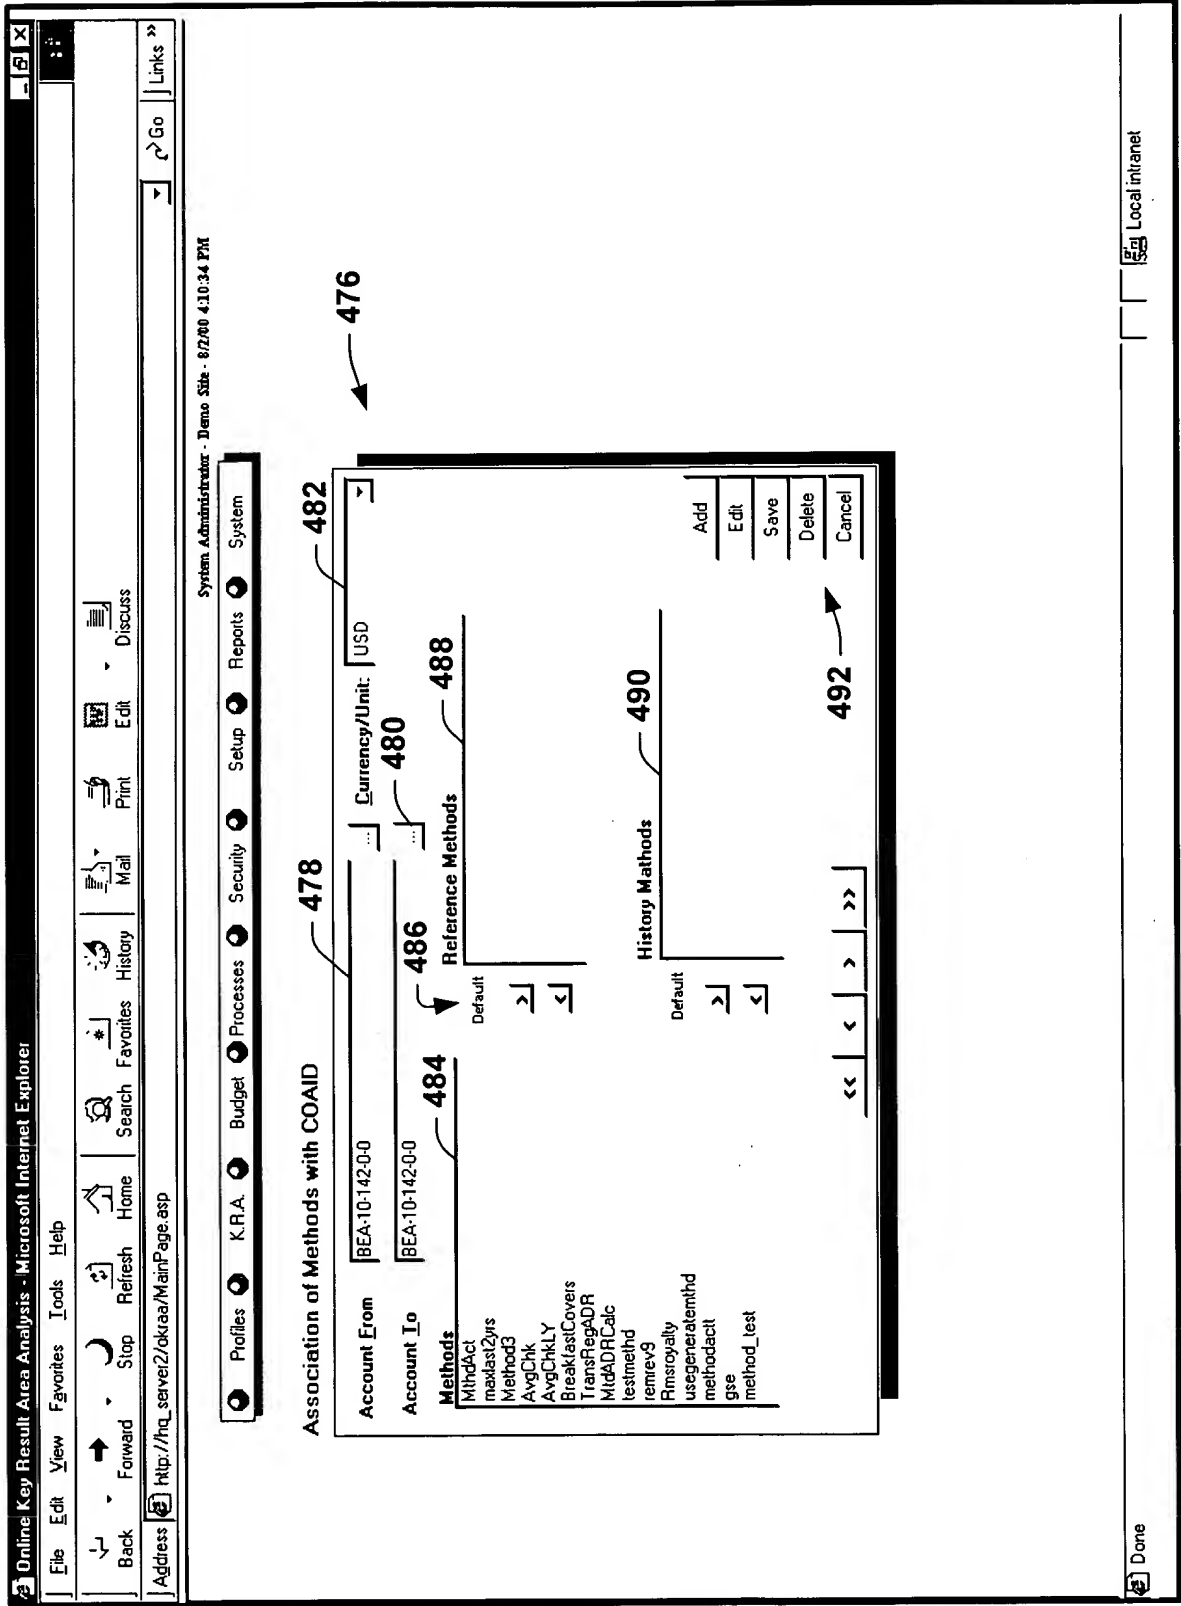 Online Key Result Area Analysis - Microsoft Internet Explorer
File Edit View Favorites Tools Help
Back Forward Stop Refresh Home Search Favorites History Mail Print Edit Discuss
Address http://hq_server2/okraa/MainPage.asp Go Links »
System Administrator - Demo Site - 8/2/00 4:10:34 PM
Profiles K.R.A. Budget Processes Security Setup Reports System
476
Association of Methods with COAID
478
482
Account From BEA-10-142-0-0 ... Currency/Unit: USD
Account To BEA-10-142-0-0 ...
480
484
486
488
Methods
Reference Methods
MthdAct
maxlast2yrs
Method3
AvgChk
AvgChkLY
BreakfastCovers
TransRegADR
MtdADRCalc
testmethd
remrev9
Rmsroyalty
usegeneratemthd
methodactt
gse
method_test
Default
>
<
490
History Mathods
Default
>
<
<< < > >>
492
Add
Edit
Save
Delete
Cancel
Done
Local intranet